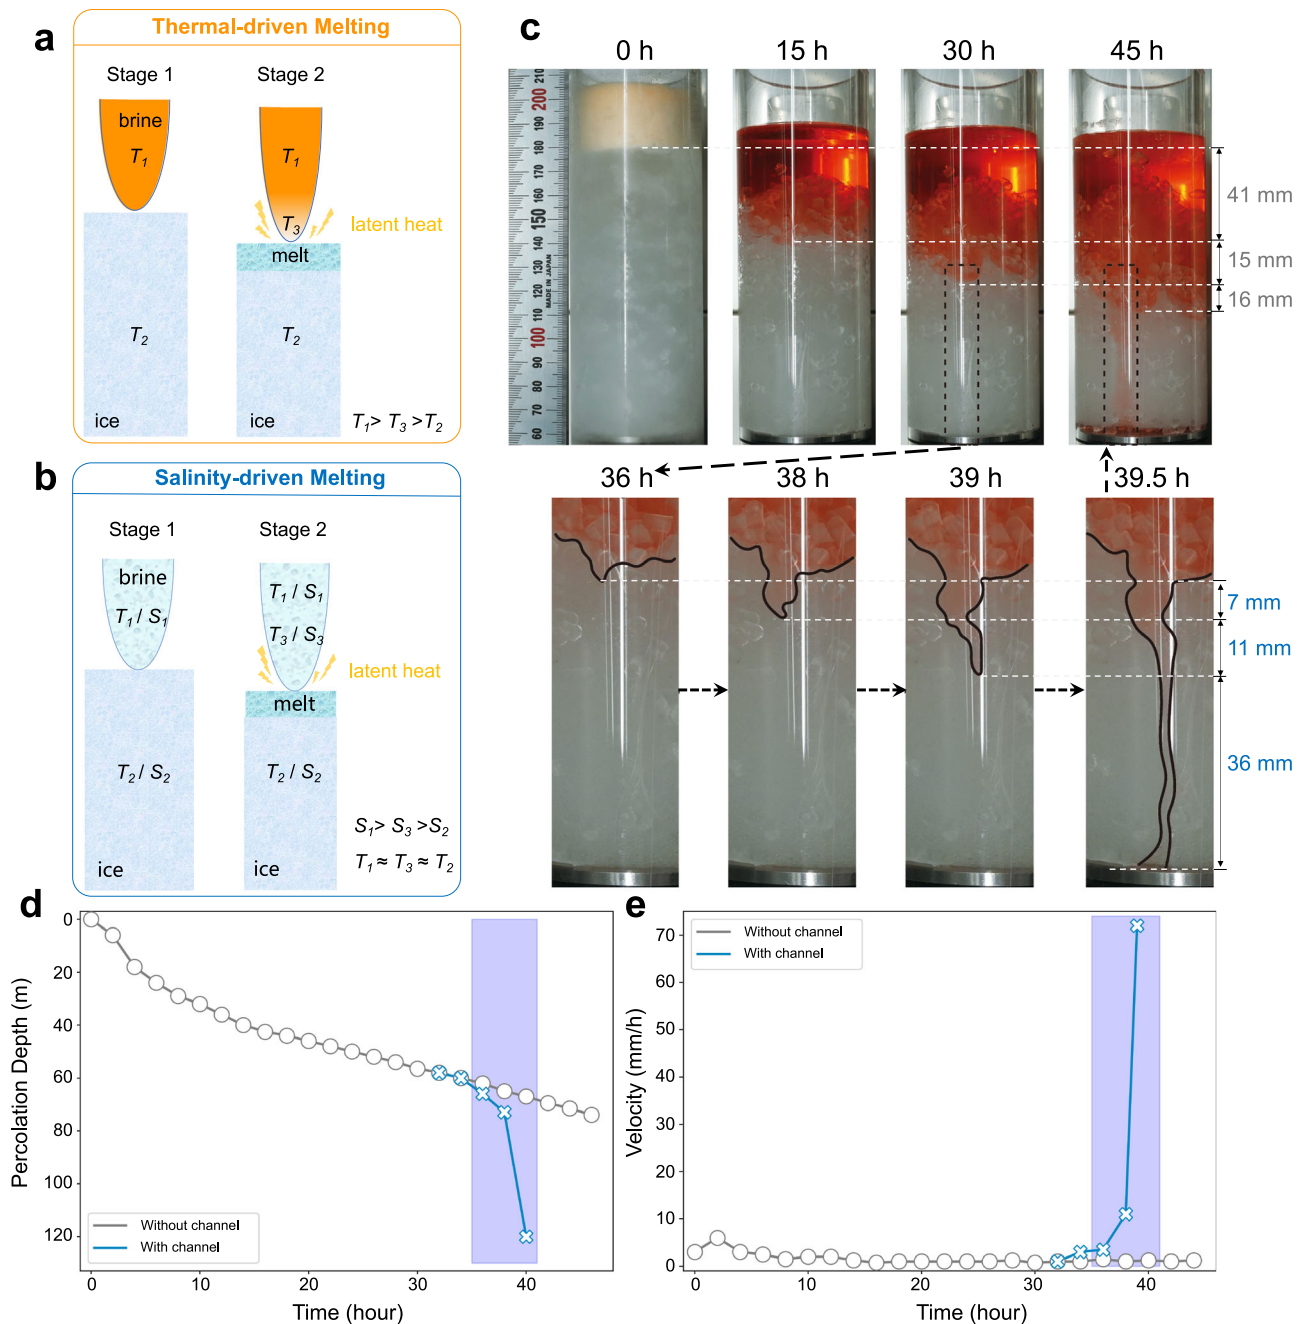 a
Thermal-driven Melting
Stage 1
Stage 2
brine
T1
T1
T3
latent heat
melt
T2
T2
ice
ice
T1> T3 >T2
b
Salinity-driven Melting
Stage 1
Stage 2
brine
T1 / S1
T1 / S1
T3 / S3
latent heat
melt
T2 / S2
T2 / S2
S1> S3 >S2
T1 ≈ T3 ≈ T2
ice
ice
c
0 h
15 h
30 h
45 h
210
200
190
180
170
160
150
140
130
120
110
100
90
80
70
60
MADE IN JAPAN
41 mm
15 mm
16 mm
36 h
38 h
39 h
39.5 h
7 mm
11 mm
36 mm
d
Percolation Depth (m)
0
20
40
60
80
100
120
Without channel
With channel
0
10
20
30
40
Time (hour)
e
Velocity (mm/h)
70
60
50
40
30
20
10
0
Without channel
With channel
0
10
20
30
40
Time (hour)